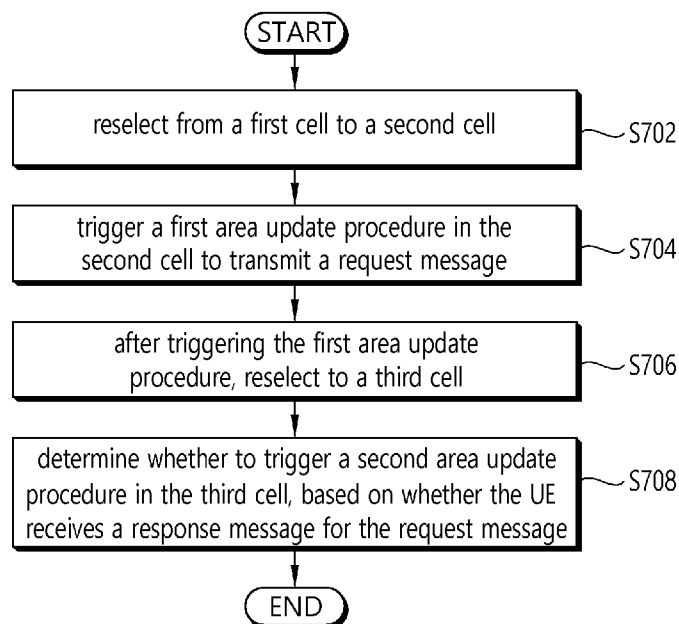 START
reselect from a first cell to a second cell
S702
trigger a first area update procedure in the
second cell to transmit a request message
S704
after triggering the first area update
procedure, reselect to a third cell
S706
determine whether to trigger a second area update
procedure in the third cell, based on whether the UE
receives a response message for the request message
S708
END